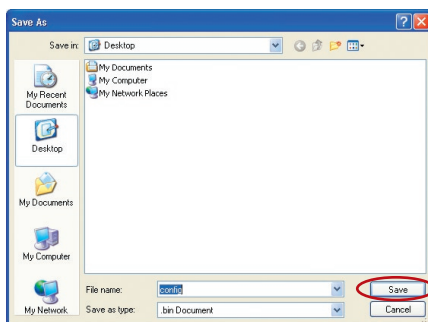 Save As
Save in:
Desktop
My Documents
My Computer
My Network Places
My Recent
Documents
Desktop
My Documents
My Computer
My Network
File name:
config
Save
Save as type:
.bin Document
Cancel